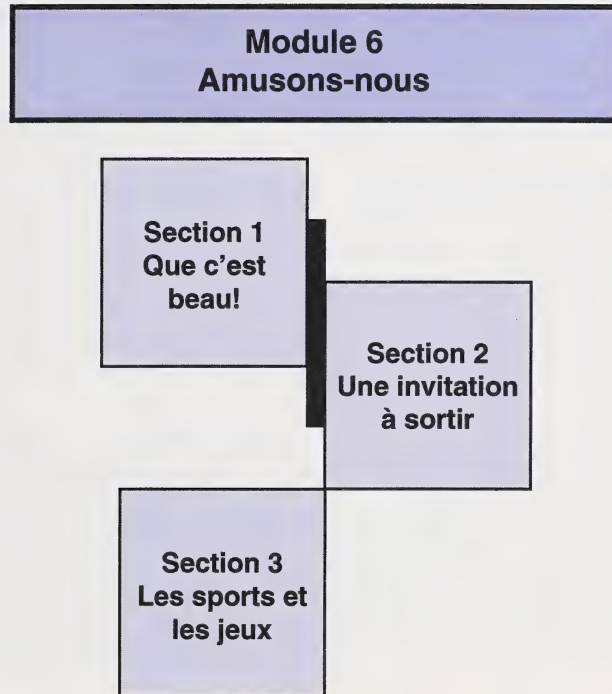 Module 6
Amusons-nous
Section 1
Que c'est
beau!
Section 2
Une invitation
à sortir
Section 3
Les sports et
les jeux